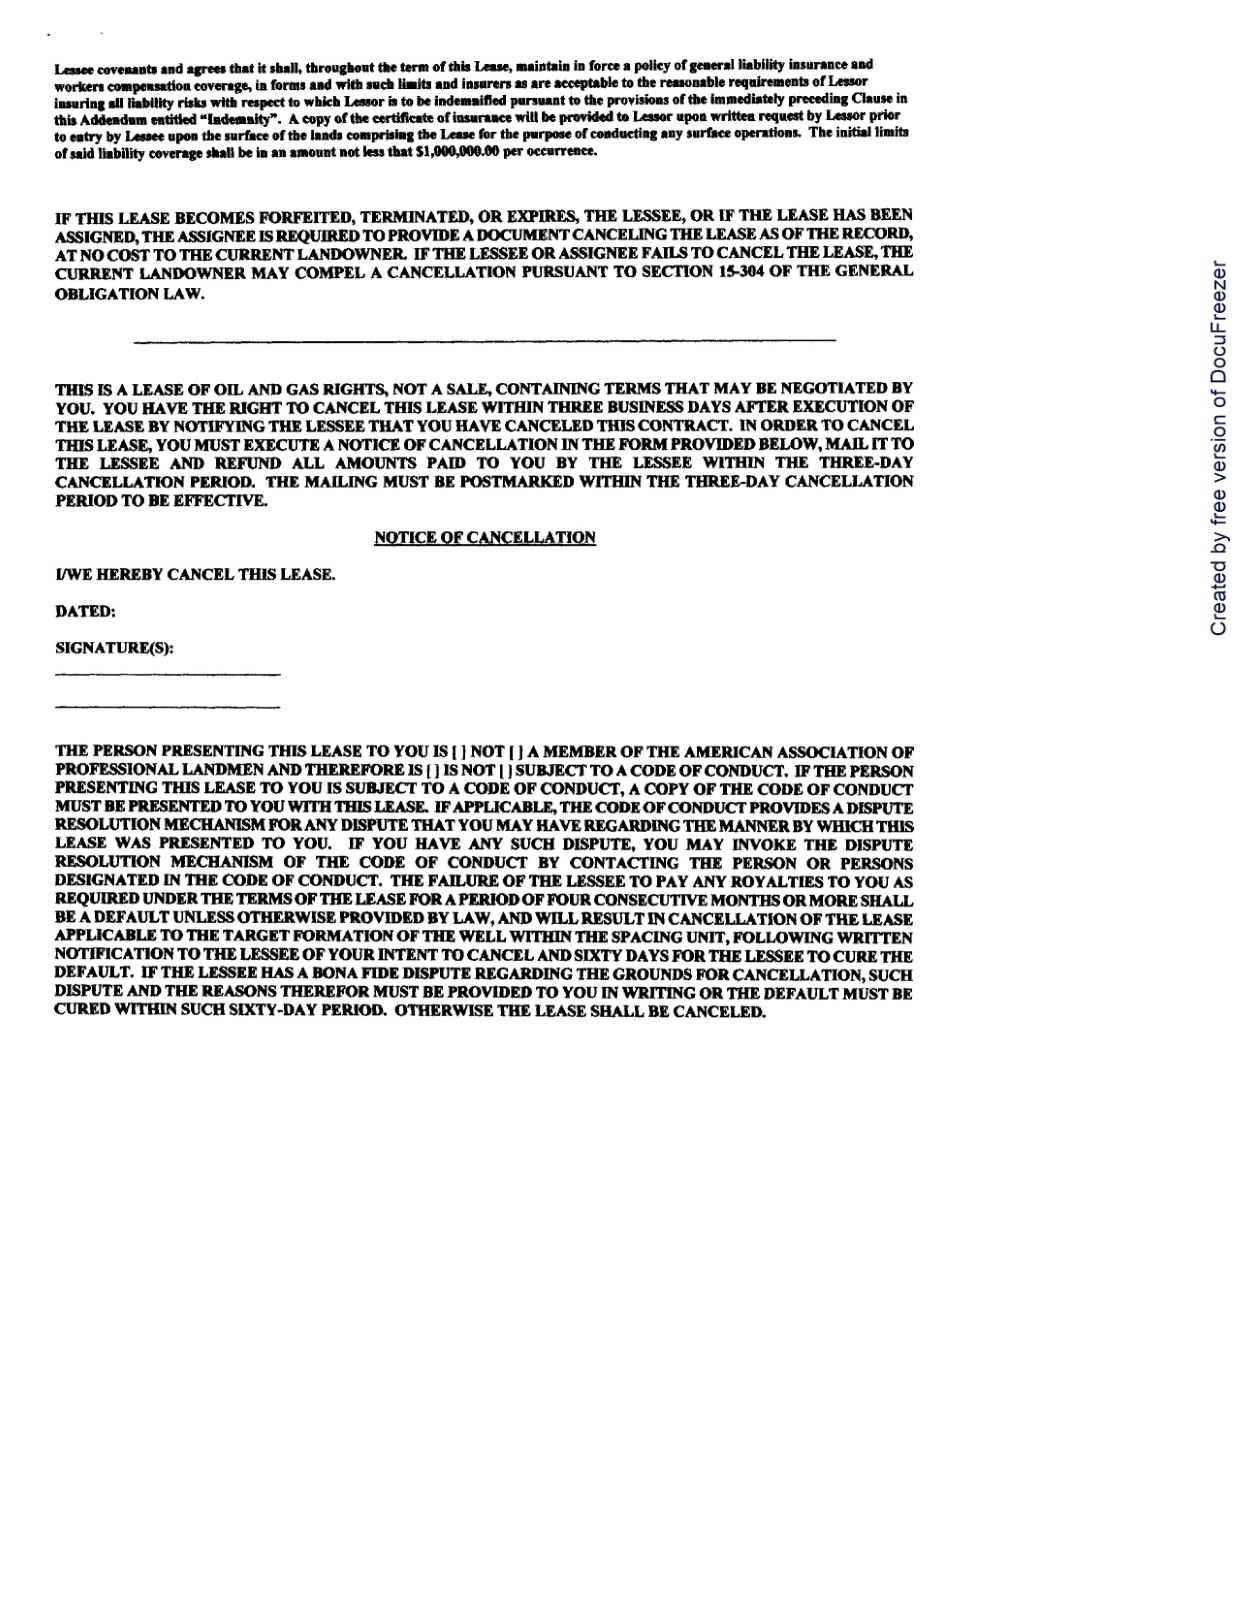 Lessee covenants and agrees that it shall, throughout the term of this Lease, maintain in force a policy of general liability insurance and
workers compensation coverage, in forms and with such limits and insurers as are acceptable to the reasonable requirements of Lessor
insuring all liability risks with respect to which Lessor is to be indemnified pursuant to the provisions of the immediately preceding Clause in
this Addendum entitled "Indemnity". A copy of the certificate of insurance will be provided to Lessor upon written request by Lessor prior
to entry by Lessee upon the surface of the lands comprising the Lease for the purpose of conducting any surface operations. The initial limits
of said liability coverage shall be in an amount not less that $1,000,000.00 per occurrence.
IF THIS LEASE BECOMES FORFEITED, TERMINATED, OR EXPIRES, THE LESSEE, OR IF THE LEASE HAS BEEN
ASSIGNED, THE ASSIGNEE IS REQUIRED TO PROVIDE A DOCUMENT CANCELING THE LEASE AS OF THE RECORD,
AT NO COST TO THE CURRENT LANDOWNER. IF THE LESSEE OR ASSIGNEE FAILS TO CANCEL THE LEASE, THE
CURRENT LANDOWNER MAY COMPEL A CANCELLATION PURSUANT TO SECTION 15-304 OF THE GENERAL
OBLIGATION LAW.
THIS IS A LEASE OF OIL AND GAS RIGHTS, NOT A SALE, CONTAINING TERMS THAT MAY BE NEGOTIATED BY
YOU. YOU HAVE THE RIGHT TO CANCEL THIS LEASE WITHIN THREE BUSINESS DAYS AFTER EXECUTION OF
THE LEASE BY NOTIFYING THE LESSEE THAT YOU HAVE CANCELED THIS CONTRACT. IN ORDER TO CANCEL
THIS LEASE, YOU MUST EXECUTE A NOTICE OF CANCELLATION IN THE FORM PROVIDED BELOW, MAIL IT TO
THE LESSEE AND REFUND ALL AMOUNTS PAID TO YOU BY THE LESSEE WITHIN THE THREE-DAY
CANCELLATION PERIOD. THE MAILING MUST BE POSTMARKED WITHIN THE THREE-DAY CANCELLATION
PERIOD TO BE EFFECTIVE.
NOTICE OF CANCELLATION
I/WE HEREBY CANCEL THIS LEASE.
DATED:
SIGNATURE(S):
THE PERSON PRESENTING THIS LEASE TO YOU IS [ ] NOT [ ] A MEMBER OF THE AMERICAN ASSOCIATION OF
PROFESSIONAL LANDMEN AND THEREFORE IS [ ] IS NOT [ ] SUBJECT TO A CODE OF CONDUCT. IF THE PERSON
PRESENTING THIS LEASE TO YOU IS SUBJECT TO A CODE OF CONDUCT, A COPY OF THE CODE OF CONDUCT
MUST BE PRESENTED TO YOU WITH THIS LEASE. IF APPLICABLE, THE CODE OF CONDUCT PROVIDES A DISPUTE
RESOLUTION MECHANISM FOR ANY DISPUTE THAT YOU MAY HAVE REGARDING THE MANNER BY WHICH THIS
LEASE WAS PRESENTED TO YOU. IF YOU HAVE ANY SUCH DISPUTE, YOU MAY INVOKE THE DISPUTE
RESOLUTION MECHANISM OF THE CODE OF CONDUCT BY CONTACTING THE PERSON OR PERSONS
DESIGNATED IN THE CODE OF CONDUCT. THE FAILURE OF THE LESSEE TO PAY ANY ROYALTIES TO YOU AS
REQUIRED UNDER THE TERMS OF THE LEASE FOR A PERIOD OF FOUR CONSECUTIVE MONTHS OR MORE SHALL
BE A DEFAULT UNLESS OTHERWISE PROVIDED BY LAW, AND WILL RESULT IN CANCELLATION OF THE LEASE
APPLICABLE TO THE TARGET FORMATION OF THE WELL WITHIN THE SPACING UNIT, FOLLOWING WRITTEN
NOTIFICATION TO THE LESSEE OF YOUR INTENT TO CANCEL AND SIXTY DAYS FOR THE LESSEE TO CURE THE
DEFAULT. IF THE LESSEE HAS A BONA FIDE DISPUTE REGARDING THE GROUNDS FOR CANCELLATION, SUCH
DISPUTE AND THE REASONS THEREFOR MUST BE PROVIDED TO YOU IN WRITING OR THE DEFAULT MUST BE
CURED WITHIN SUCH SIXTY-DAY PERIOD. OTHERWISE THE LEASE SHALL BE CANCELED.
Created by free version of DocuFreezer